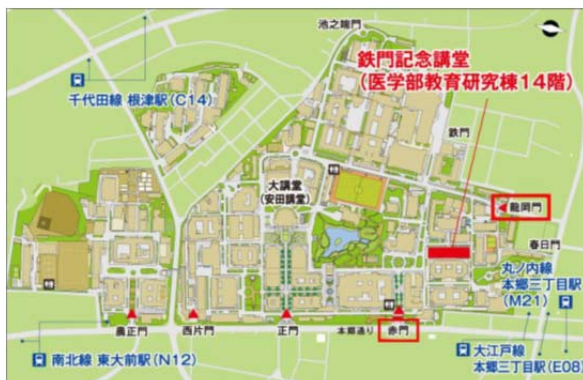 池之端門
鉄門記念講堂
(医学部教育研究棟14階)
千代田線 根津駅(C14)
鉄門
大講堂
(安田講堂)
龍岡門
春日門
丸ノ内線
本郷三丁目駅
(M21)
農正門
西片門
正門
本郷通り
赤門
南北線 東大前駅(N12)
大江戸線
本郷三丁目駅(E08)